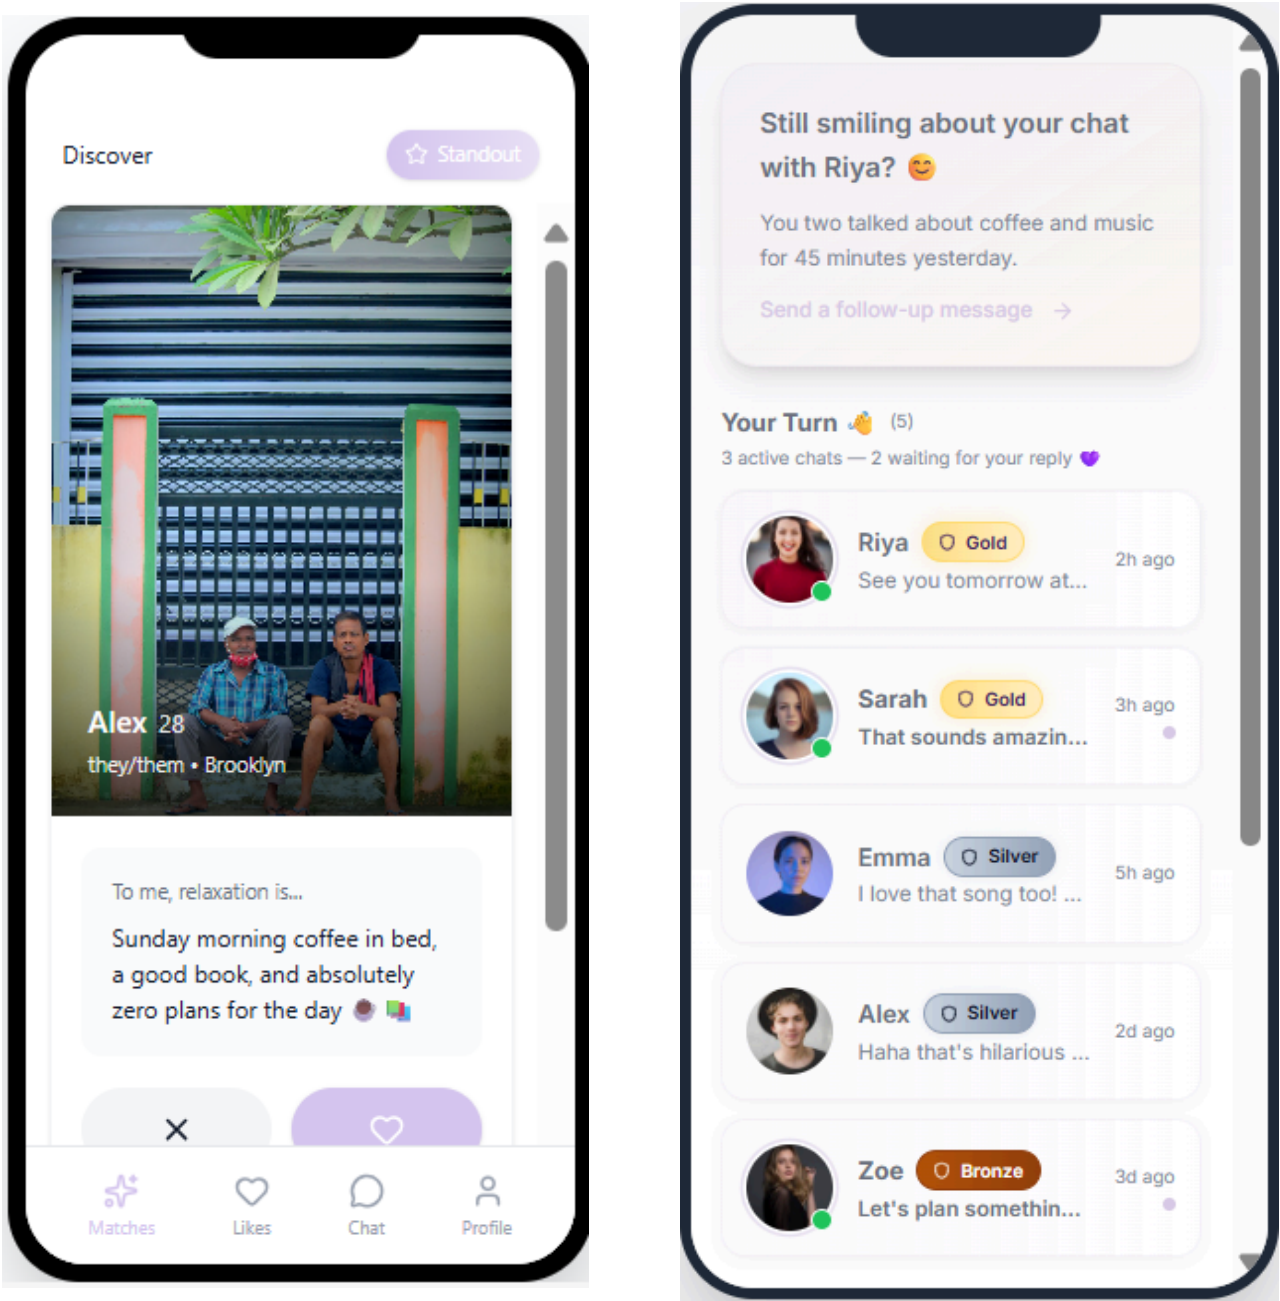 Discover
Standout
Alex 28
they/them • Brooklyn
To me, relaxation is...
Sunday morning coffee in bed,
a good book, and absolutely
zero plans for the day ☕ 📚
Matches
Likes
Chat
Profile
Still smiling about your chat
with Riya? 😊
You two talked about coffee and music
for 45 minutes yesterday.
Send a follow-up message →
Your Turn 👋 (5)
3 active chats — 2 waiting for your reply 💜
Riya Gold
See you tomorrow at...
2h ago
Sarah Gold
That sounds amazin...
3h ago
Emma Silver
I love that song too! ...
5h ago
Alex Silver
Haha that's hilarious ...
2d ago
Zoe Bronze
Let's plan somethin...
3d ago